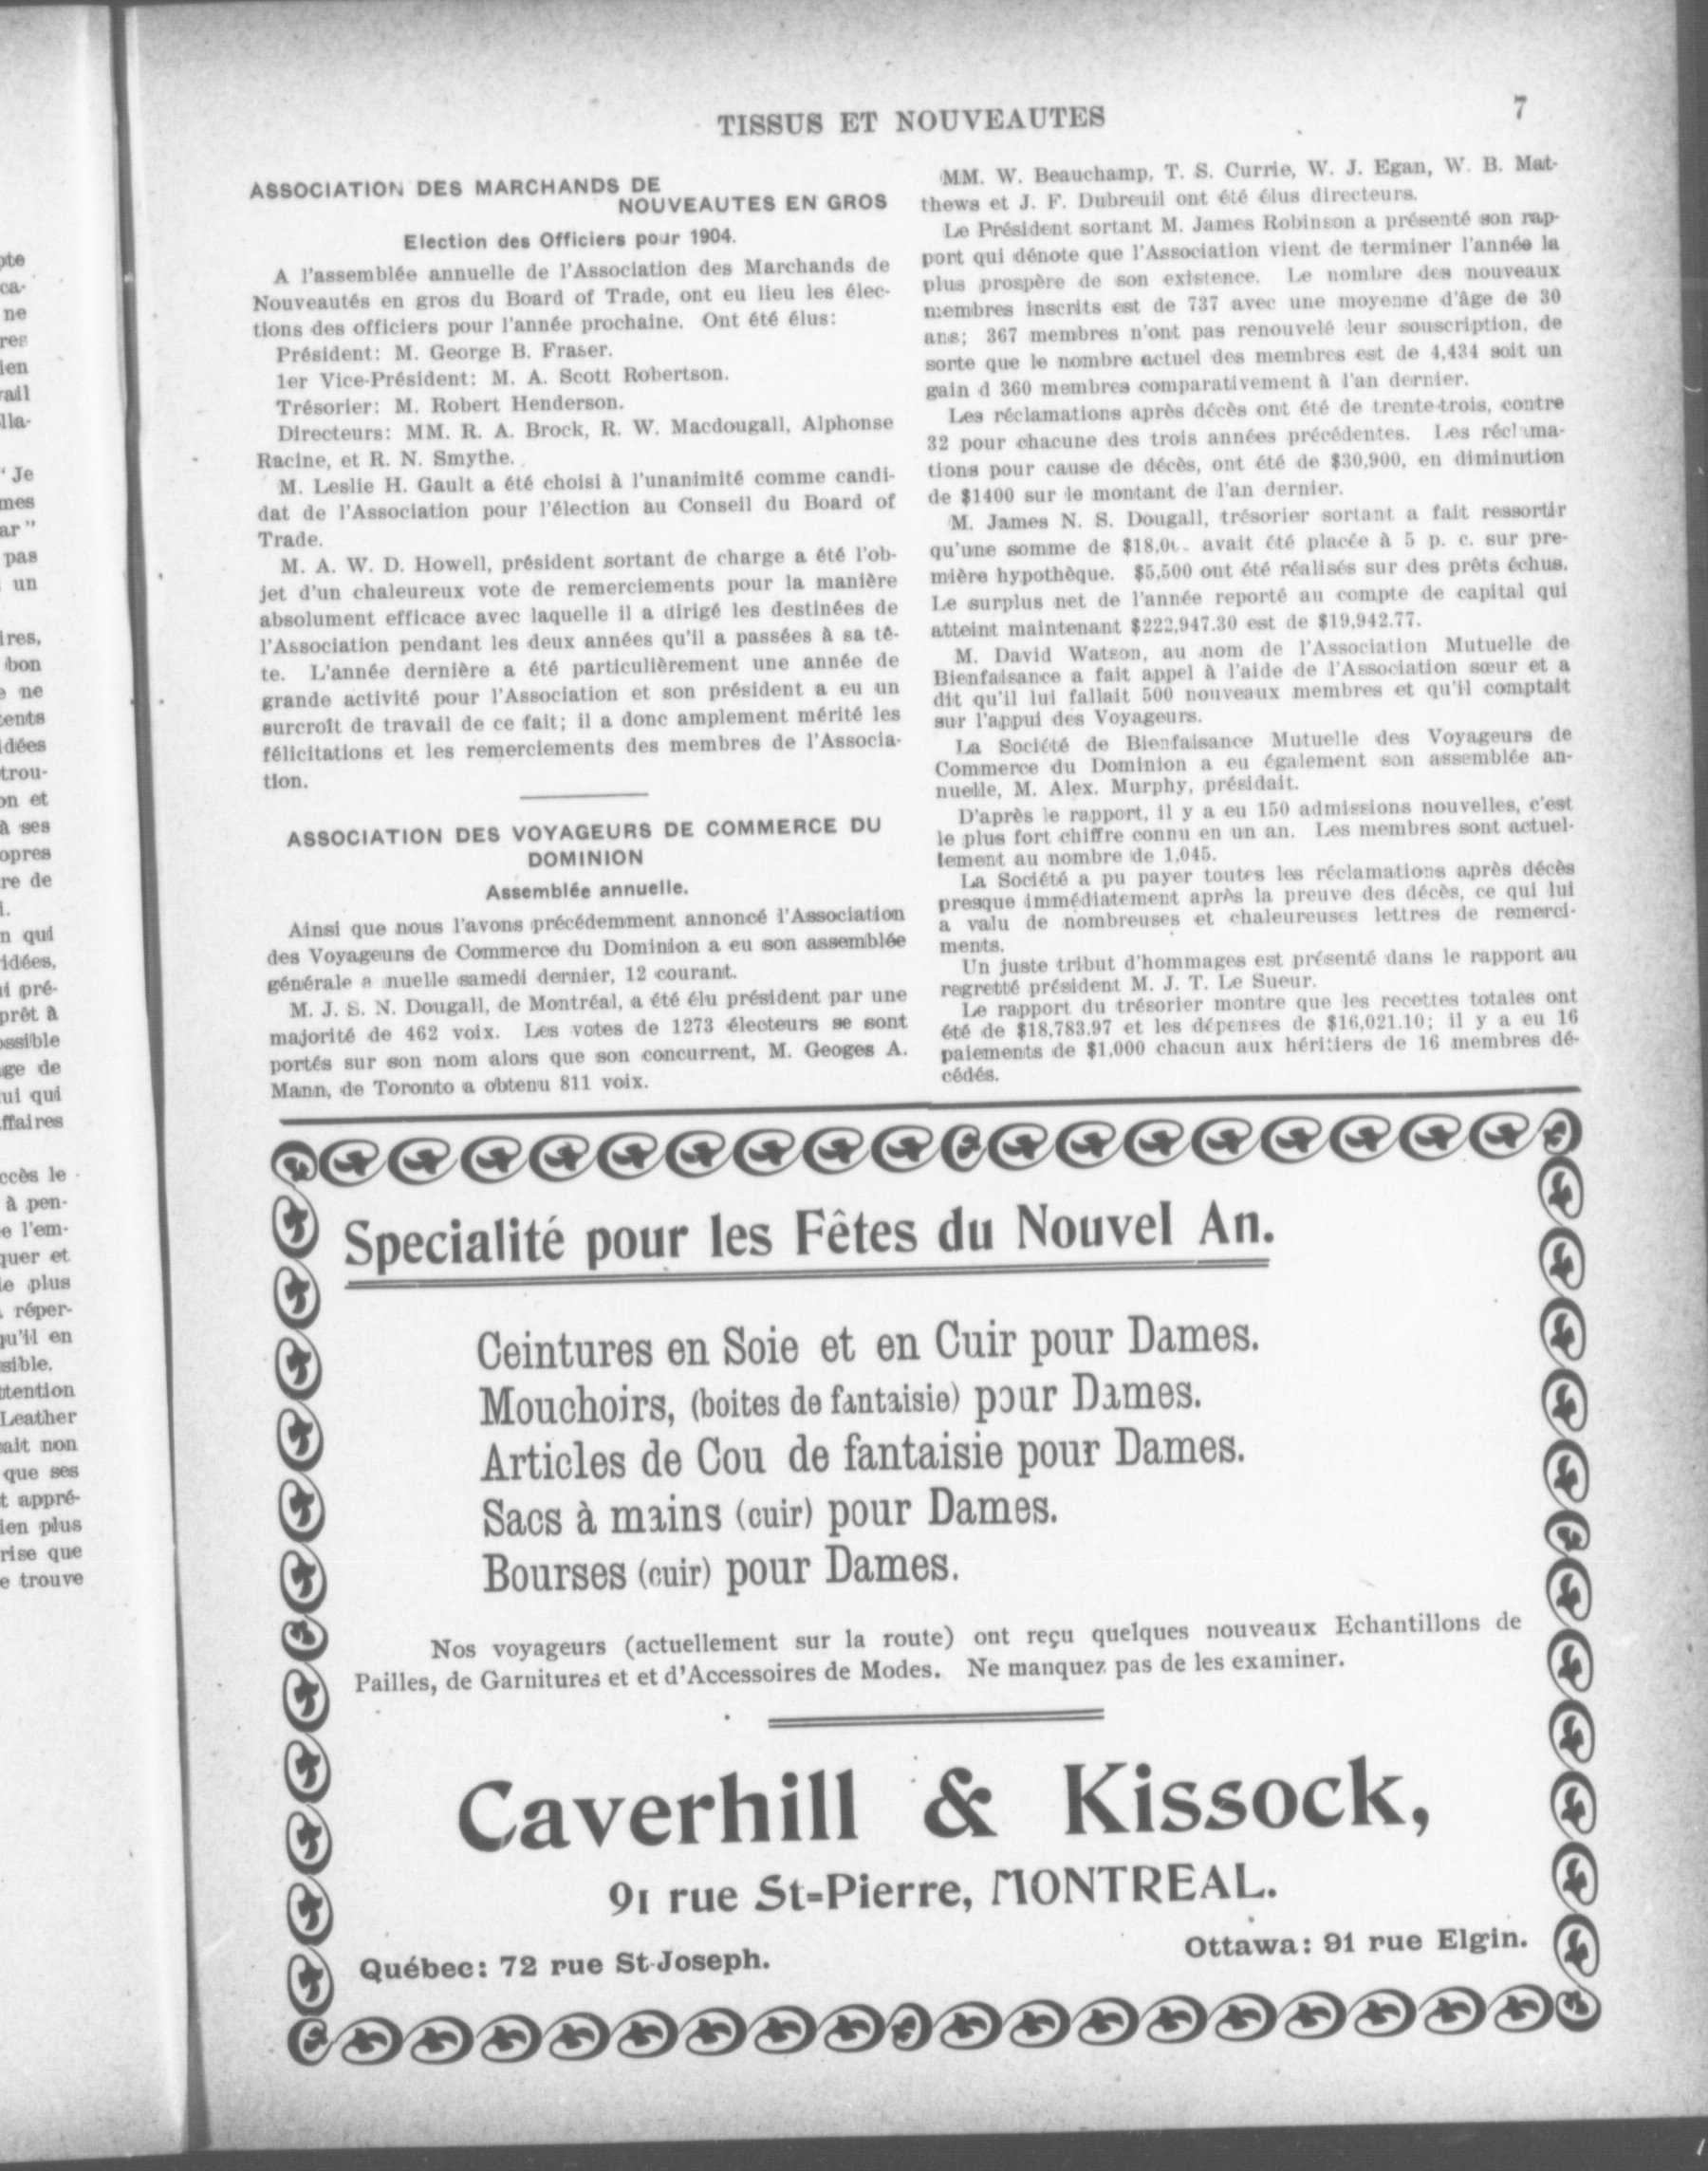 TISSUS ET NOUVEAUTES
7
ASSOCIATION DES MARCHANDS DE
NOUVEAUTES EN GROS
Election des Officiers pour 1904.
A l'assemblée annuelle de l'Association des Marchands de
Nouveautés en gros du Board of Trade, ont eu lieu les élec-
tions des officiers pour l'année prochaine. Ont été élus:
Président: M. George B. Fraser.
1er Vice-Président: M. A. Scott Robertson.
Trésorier: M. Robert Henderson.
Directeurs: MM. R. A. Brock, R. W. Macdougall, Alphonse
Racine, et R. N. Smythe.
M. Leslie H. Gault a été choisi à l'unanimité comme candi-
dat de l'Association pour l'élection au Conseil du Board of
Trade.
M. A. W. D. Howell, président sortant de charge a été l'ob-
jet d'un chaleureux vote de remerciements pour la manière
absolument efficace avec laquelle il a dirigé les destinées de
l'Association pendant les deux années qu'il a passées à sa tê-
te. L'année dernière a été particulièrement une année de
grande activité pour l'Association et son président a eu un
surcroît de travail de ce fait; il a donc amplement mérité les
félicitations et les remerciements des membres de l'Associa-
tion.
ASSOCIATION DES VOYAGEURS DE COMMERCE DU
DOMINION
Assemblée annuelle.
Ainsi que nous l'avons précédemment annoncé l'Association
des Voyageurs de Commerce du Dominion a eu son assemblée
générale a nuelle samedi dernier, 12 courant.
M. J. S. N. Dougall, de Montréal, a été élu président par une
majorité de 462 voix. Les votes de 1273 électeurs se sont
portés sur son nom alors que son concurrent, M. Geoges A.
Mann, de Toronto a obtenu 811 voix.
MM. W. Beauchamp, T. S. Currie, W. J. Egan, W. B. Mat-
thews et J. F. Dubreuil ont été élus directeurs.
Le Président sortant M. James Robinson a présenté son rap-
port qui dénote que l'Association vient de terminer l'année la
plus prospère de son existence. Le nombre des nouveaux
membres inscrits est de 737 avec une moyenne d'âge de 30
ans; 367 membres n'ont pas renouvelé leur souscription, de
sorte que le nombre actuel des membres est de 4,434 soit un
gain d 360 membres comparativement à l'an dernier.
Les réclamations après décès ont été de trente-trois, contre
32 pour chacune des trois années précédentes. Les réclama-
tions pour cause de décès, ont été de $30,900, en diminution
de $1400 sur le montant de l'an dernier.
M. James N. S. Dougall, trésorier sortant a fait ressortir
qu'une somme de avait été placée à 5 p. c. sur pre-
mière hypothèque. $5,500 ont été réalisés sur des prêts échus.
Le surplus net de l'année reporté au compte de capital qui
atteint maintenant $222,947.30 est de $19,942.77.
M. David Watson, au nom de l'Association Mutuelle de
Bienfaisance a fait appel à l'aide de l'Association sœur et a
dit qu'il lui fallait 500 nouveaux membres et qu'il comptait
sur l'appui des Voyageurs.
La Société de Bienfaisance Mutuelle des Voyageurs de
Commerce du Dominion a eu également son assemblée an-
nuelle, M. Alex. Murphy, présidait.
D'après le rapport, il y a eu 150 admissions nouvelles, c'est
le plus fort chiffre connu en un an. Les membres sont actuel-
lement au nombre de 1,045.
La Société a pu payer toutes les réclamations après décès
presque immédiatement après la preuve des décès, ce qui lui
a valu de nombreuses et chaleureuses lettres de remerci-
ments.
Un juste tribut d'hommages est présenté dans le rapport au
regretté président M. J. T. Le Sueur.
Le rapport du trésorier montre que les recettes totales ont
été de $18,783.97 et les dépenses de $16,021.10; il y a eu 16
paiements de $1,000 chacun aux héritiers de 16 membres dé-
cédés.
Specialité pour les Fêtes du Nouvel An.
Ceintures en Soie et en Cuir pour Dames.
Mouchoirs, (boites de fantaisie) pour Dames.
Articles de Cou de fantaisie pour Dames.
Sacs à mains (cuir) pour Dames.
Bourses (cuir) pour Dames.
Nos voyageurs (actuellement sur la route) ont reçu quelques nouveaux Echantillons de
Pailles, de Garnitures et et d'Accessoires de Modes. Ne manquez pas de les examiner.
Caverhill & Kissock,
91 rue St=Pierre, MONTREAL.
Québec: 72 rue St-Joseph.
Ottawa: 91 rue Elgin.